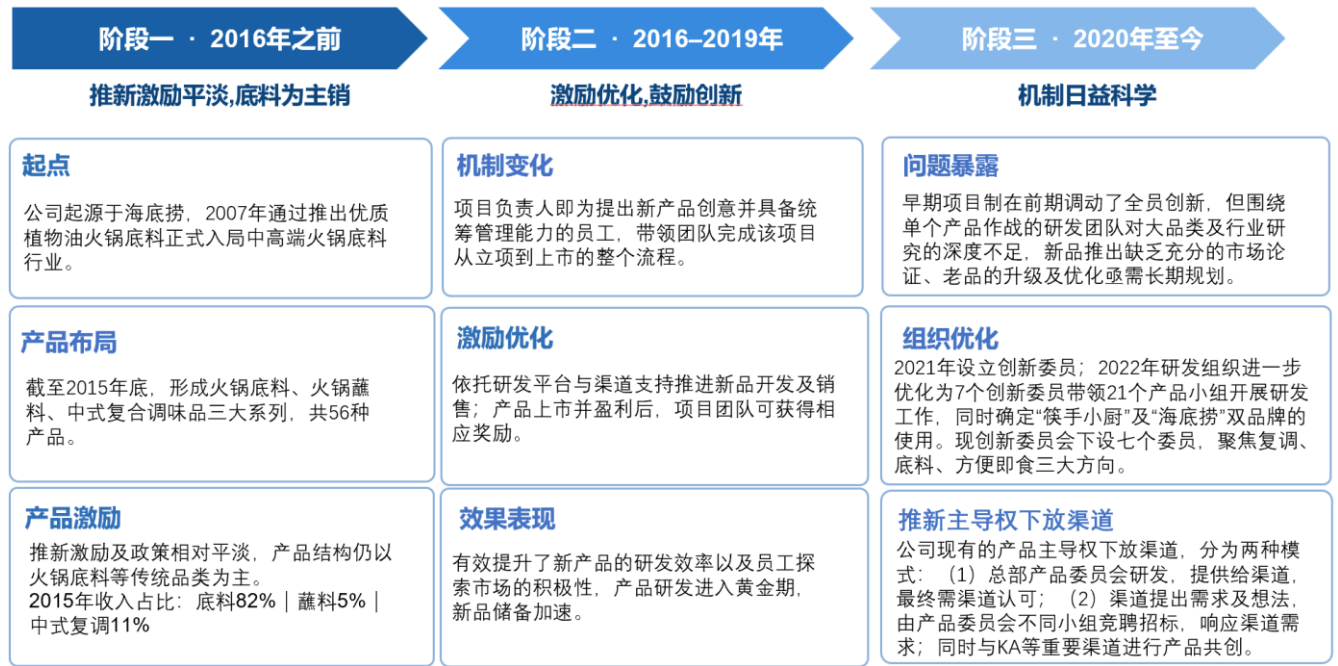 阶段一 · 2016年之前
推新激励平淡,底料为主销
起点
公司起源于海底捞，2007年通过推出优质
植物油火锅底料正式入局中高端火锅底料
行业。
产品布局
截至2015年底，形成火锅底料、火锅蘸
料、中式复合调味品三大系列，共56种
产品。
产品激励
推新激励及政策相对平淡，产品结构仍以
火锅底料等传统品类为主。
2015年收入占比：底料82%｜蘸料5%｜
中式复调11%
阶段二 · 2016–2019年
激励优化,鼓励创新
机制变化
项目负责人即为提出新产品创意并具备统
筹管理能力的员工，带领团队完成该项目
从立项到上市的整个流程。
激励优化
依托研发平台与渠道支持推进新品开发及销
售；产品上市并盈利后，项目团队可获得相
应奖励。
效果表现
有效提升了新产品的研发效率以及员工探
索市场的积极性，产品研发进入黄金期，
新品储备加速。
阶段三 · 2020年至今
机制日益科学
问题暴露
早期项目制在前期调动了全员创新，但围绕
单个产品作战的研发团队对大品类及行业研
究的深度不足，新品推出缺乏充分的市场论
证、老品的升级及优化亟需长期规划。
组织优化
2021年设立创新委员；2022年研发组织进一步
优化为7个创新委员带领21个产品小组开展研发
工作，同时确定“筷手小厨”及“海底捞”双品牌的
使用。现创新委员会下设七个委员，聚焦复调、
底料、方便即食三大方向。
推新主导权下放渠道
公司现有的产品主导权下放渠道，分为两种模
式：（1）总部产品委员会研发，提供给渠道，
最终需渠道认可；（2）渠道提出需求及想法，
由产品委员会不同小组竞聘招标，响应渠道需
求；同时与KA等重要渠道进行产品共创。